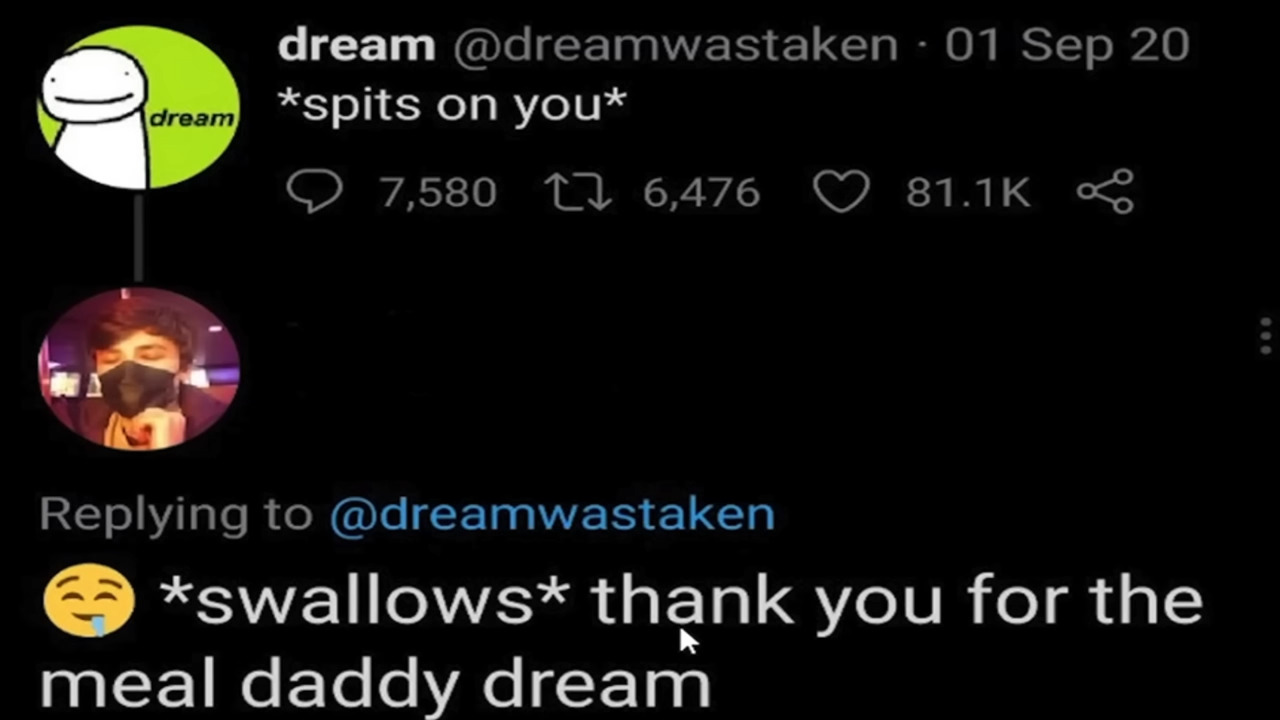 dream @dreamwastaken · 01 Sep 20
dream
*spits on you*
7,580 6,476 81.1K
Replying to @dreamwastaken
🤤 *swallows* thank you for the
meal daddy dream